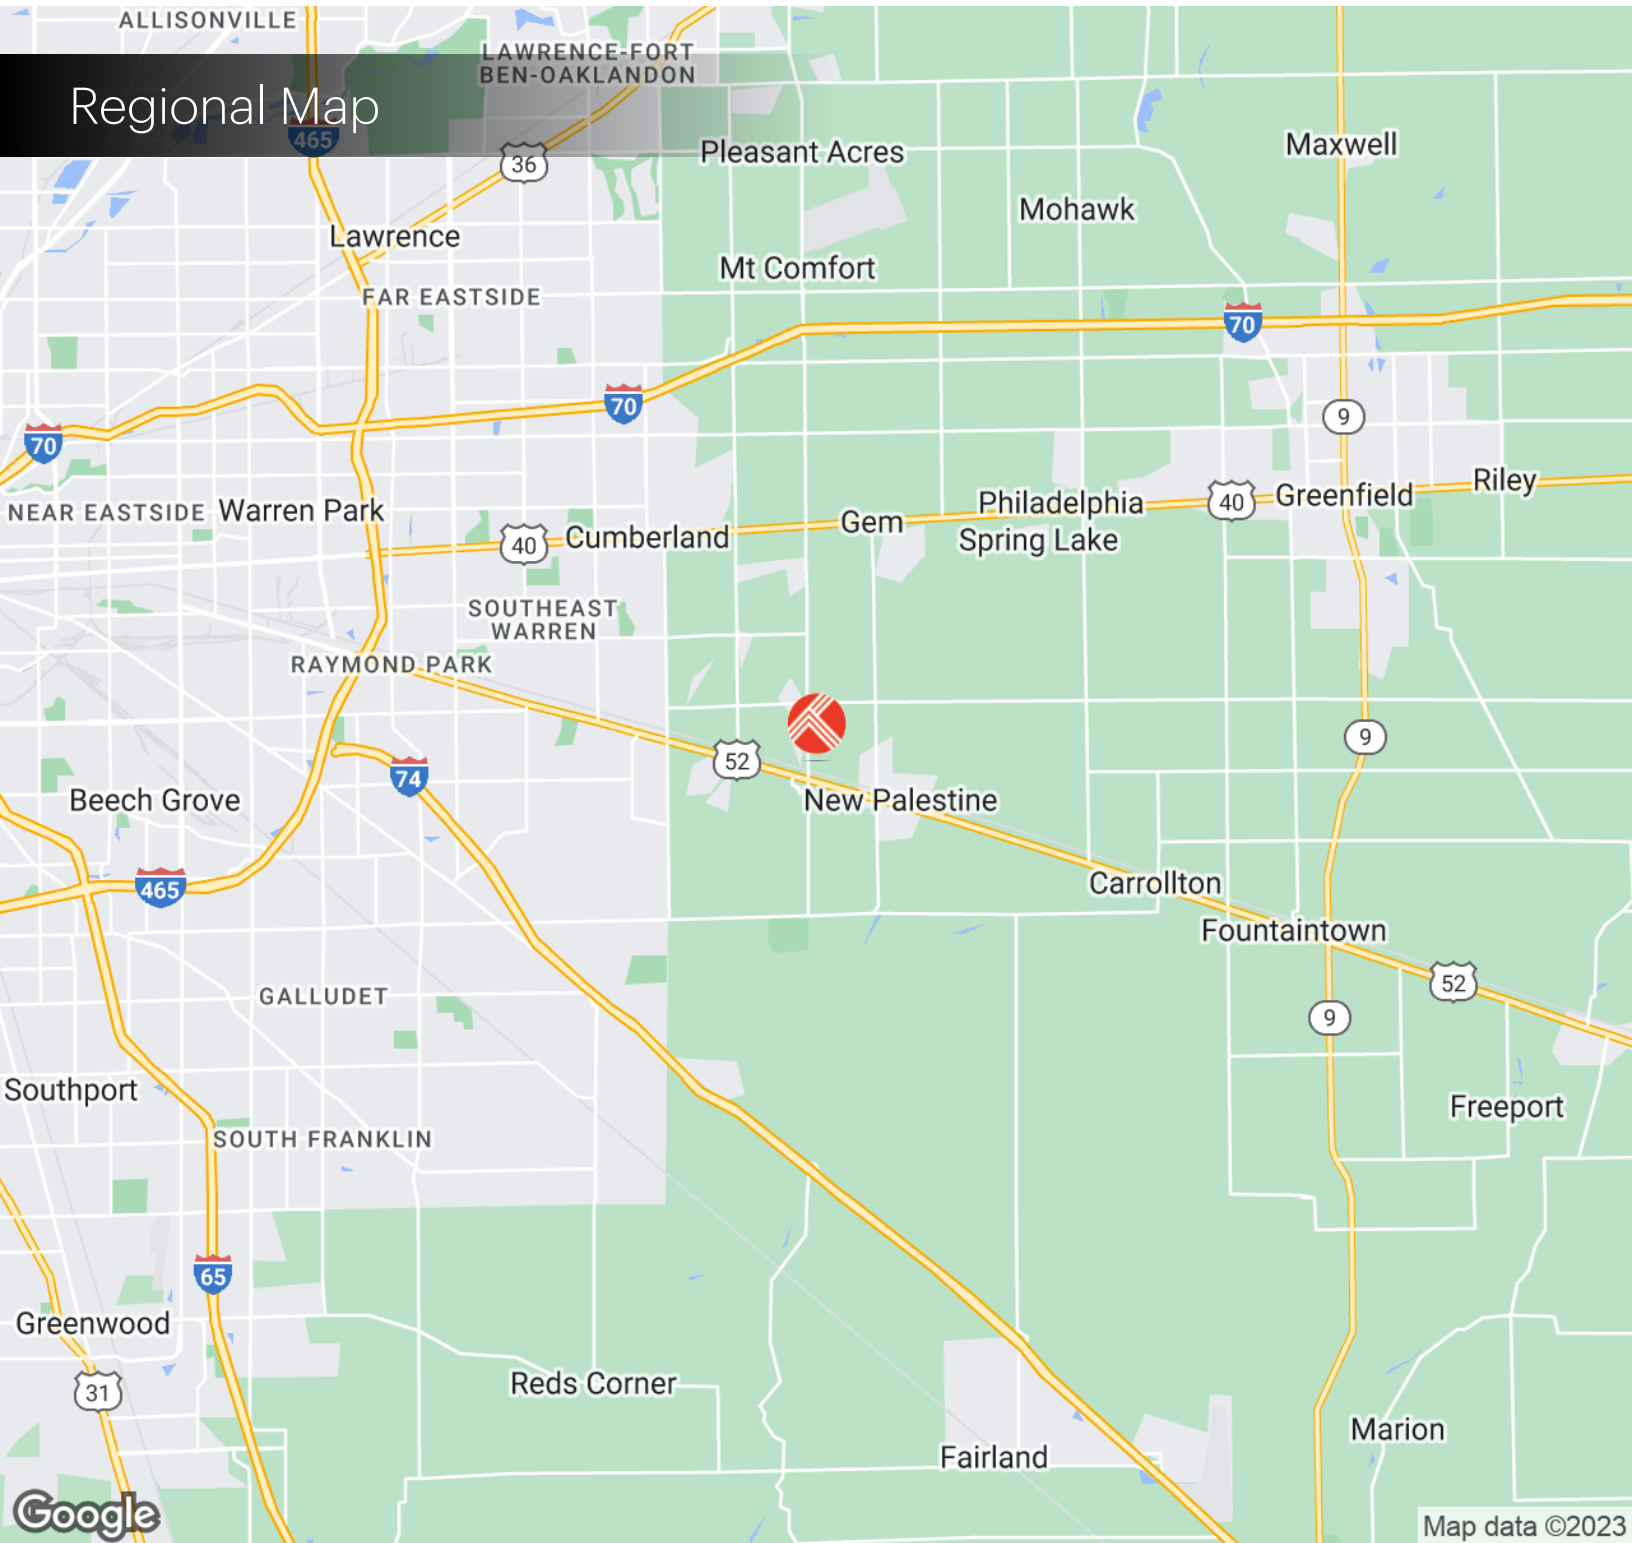 ALLISONVILLE
LAWRENCE-FORT
BEN-OAKLANDON
Regional Map
465
36
Pleasant Acres
Maxwell
Mohawk
Lawrence
Mt Comfort
FAR EASTSIDE
70
70
9
70
Riley
Greenfield
40
Philadelphia
NEAR EASTSIDE
Warren Park
Gem
Cumberland
40
Spring Lake
SOUTHEAST
WARREN
RAYMOND PARK
9
52
74
Beech Grove
New Palestine
465
Carrollton
Fountaintown
52
GALLUDET
9
Southport
Freeport
SOUTH FRANKLIN
65
Greenwood
31
Reds Corner
Marion
Fairland
Google
Map data ©2023